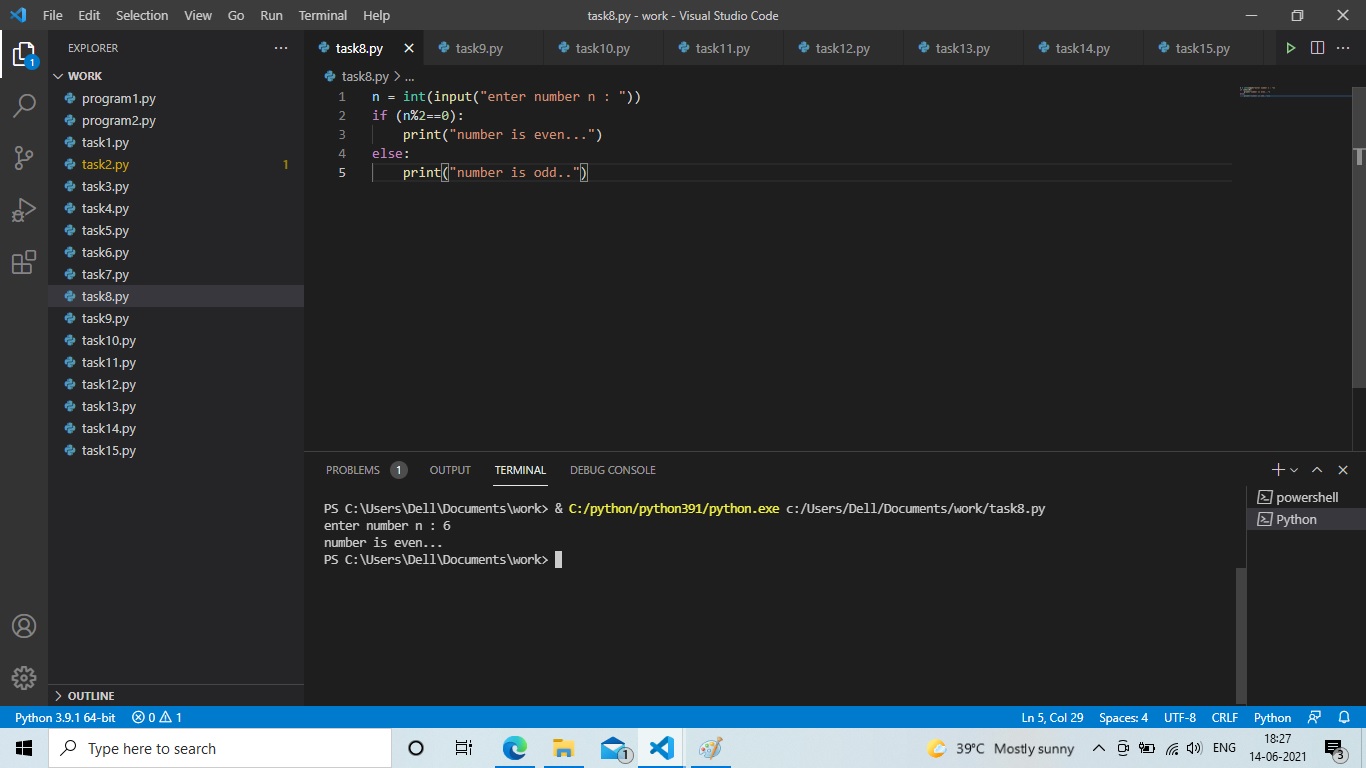 File Edit Selection View Go Run Terminal Help
task8.py - work - Visual Studio Code
1
EXPLORER
WORK
program1.py
program2.py
task1.py
task2.py 1
task3.py
task4.py
task5.py
task6.py
task7.py
task8.py
task9.py
task10.py
task11.py
task12.py
task13.py
task14.py
task15.py
OUTLINE
task8.py task9.py task10.py task11.py task12.py task13.py task14.py task15.py
task8.py > ...
1 n = int(input("enter number n : "))
2 if (n%2==0):
3 print("number is even...")
4 else:
5 print("number is odd..")
PROBLEMS 1 OUTPUT TERMINAL DEBUG CONSOLE
PS C:\Users\Dell\Documents\work> & C:/python/python391/python.exe c:/Users/Dell/Documents/work/task8.py
enter number n : 6
number is even...
PS C:\Users\Dell\Documents\work>
powershell
Python
Python 3.9.1 64-bit 0 1 Ln 5, Col 29 Spaces: 4 UTF-8 CRLF Python
Type here to search 1 39°C Mostly sunny ENG 18:27
14-06-2021 3